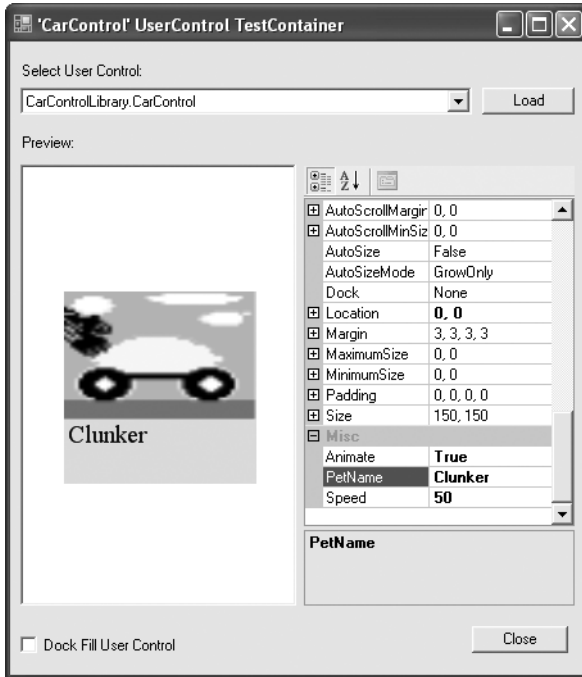 'CarControl' UserControl TestContainer
Select User Control:
CarControlLibrary.CarControl
Load
Preview:
A
Z
AutoScrollMargir 0, 0
AutoScrollMinSiz 0, 0
AutoSize False
AutoSizeMode GrowOnly
Dock None
Location 0, 0
Margin 3, 3, 3, 3
MaximumSize 0, 0
MinimumSize 0, 0
Padding 0, 0, 0, 0
Size 150, 150
Misc
Animate True
PetName Clunker
Speed 50
Clunker
PetName
Dock Fill User Control
Close